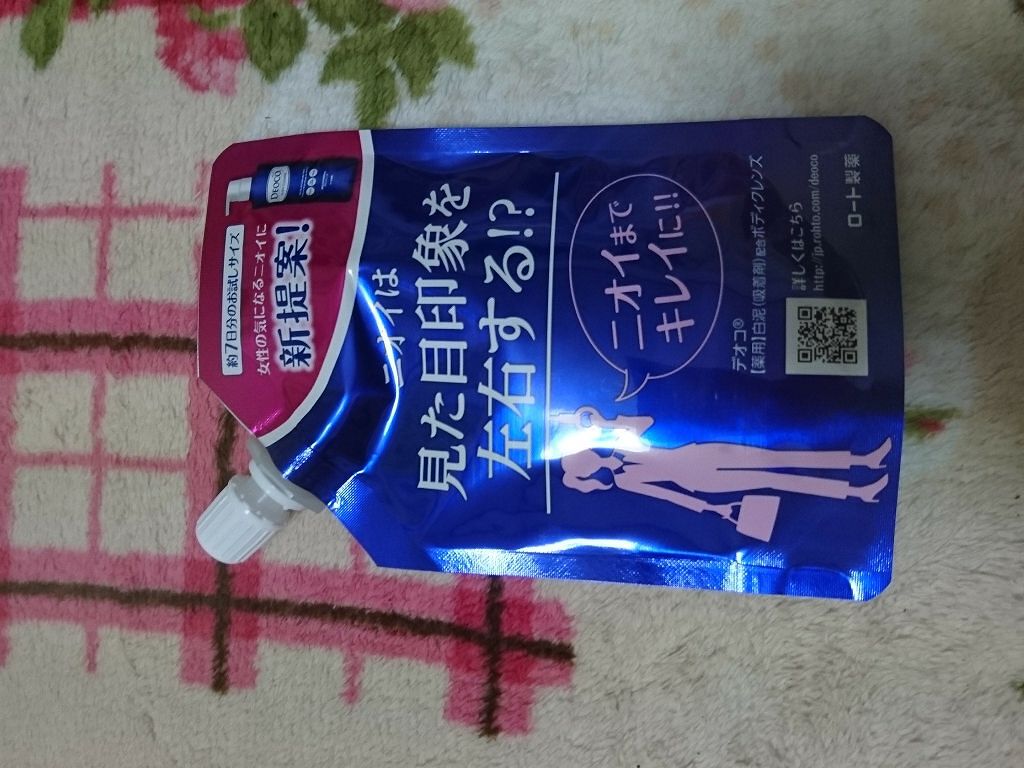 約7日分のお試しサイズ
女性の気になるニオイに
新提案!
DEOCO
ニオイは
見た目印象を
左右する!?
ニオイまで
キレイに!!
デオコ®
【薬用】白泥(吸着剤)配合ボディクレンズ
詳しくはこちら
http://jp.rohto.com/deoco
ロート製薬